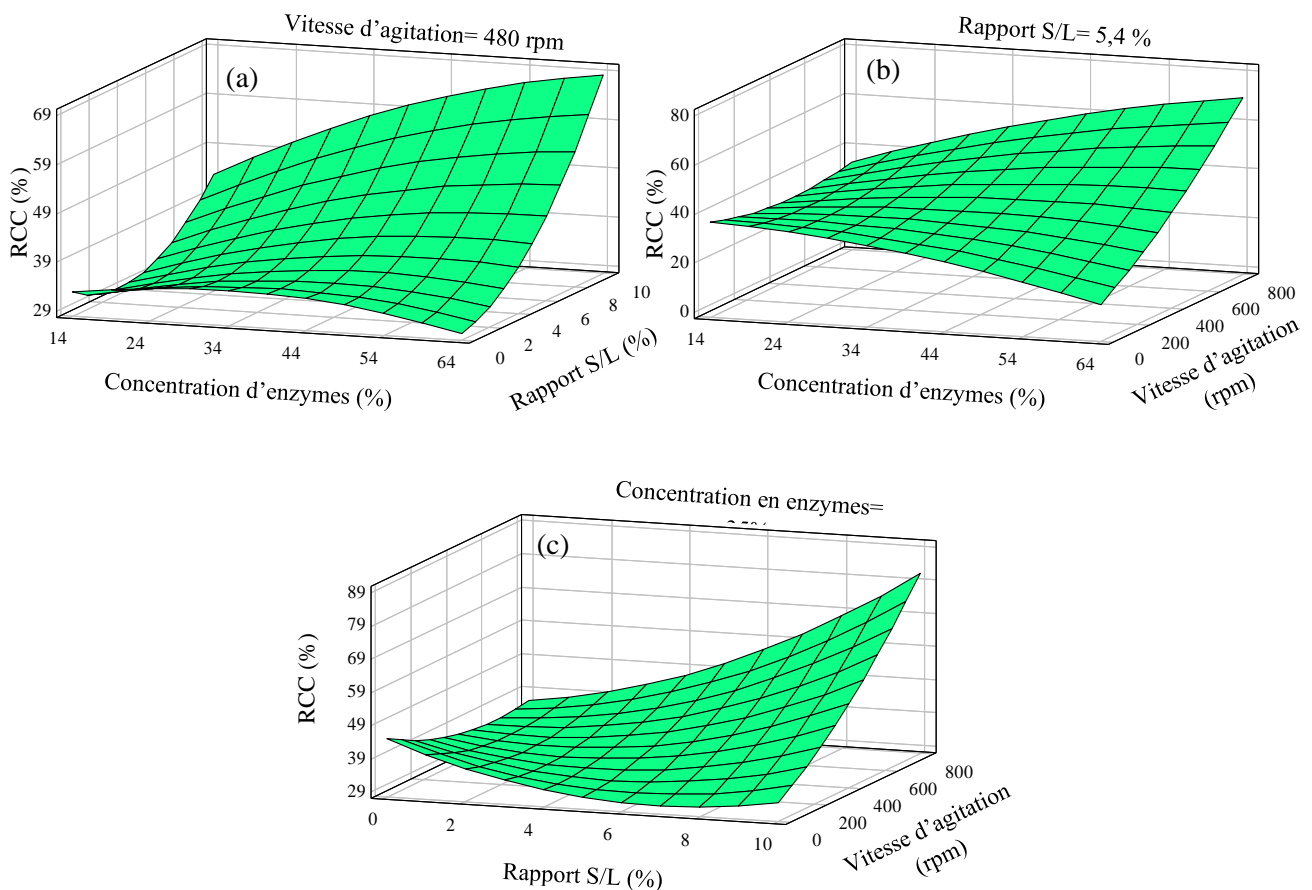 Vitesse d’agitation= 480 rpm
(a)
RCC (%)
69
59
49
39
29
14 24 34 44 54 64
Concentration d’enzymes (%)
0 2 4 6 8 10
Rapport S/L (%)
Rapport S/L= 5,4 %
(b)
RCC (%)
80
60
40
20
0
14 24 34 44 54 64
Concentration d’enzymes (%)
0 200 400 600 800
Vitesse d’agitation
(rpm)
Concentration en enzymes=
(c)
RCC (%)
89
79
69
59
49
39
29
0 2 4 6 8 10
Rapport S/L (%)
0 200 400 600 800
Vitesse d’agitation
(rpm)